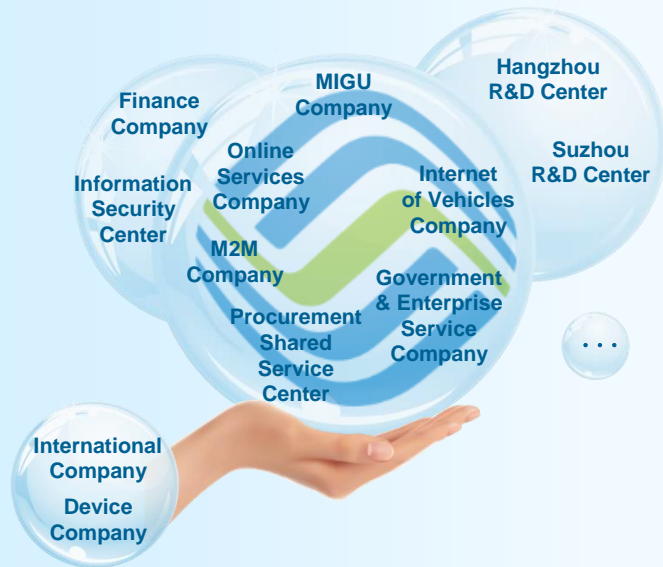 MIGU
Company
Hangzhou
R&D Center
Finance
Company
Online
Services
Company
Suzhou
R&D Center
Information
Security
Center
Internet
of Vehicles
Company
M2M
Company
Government
& Enterprise
Service
Company
Procurement
Shared
Service
Center
...
International
Company
Device
Company